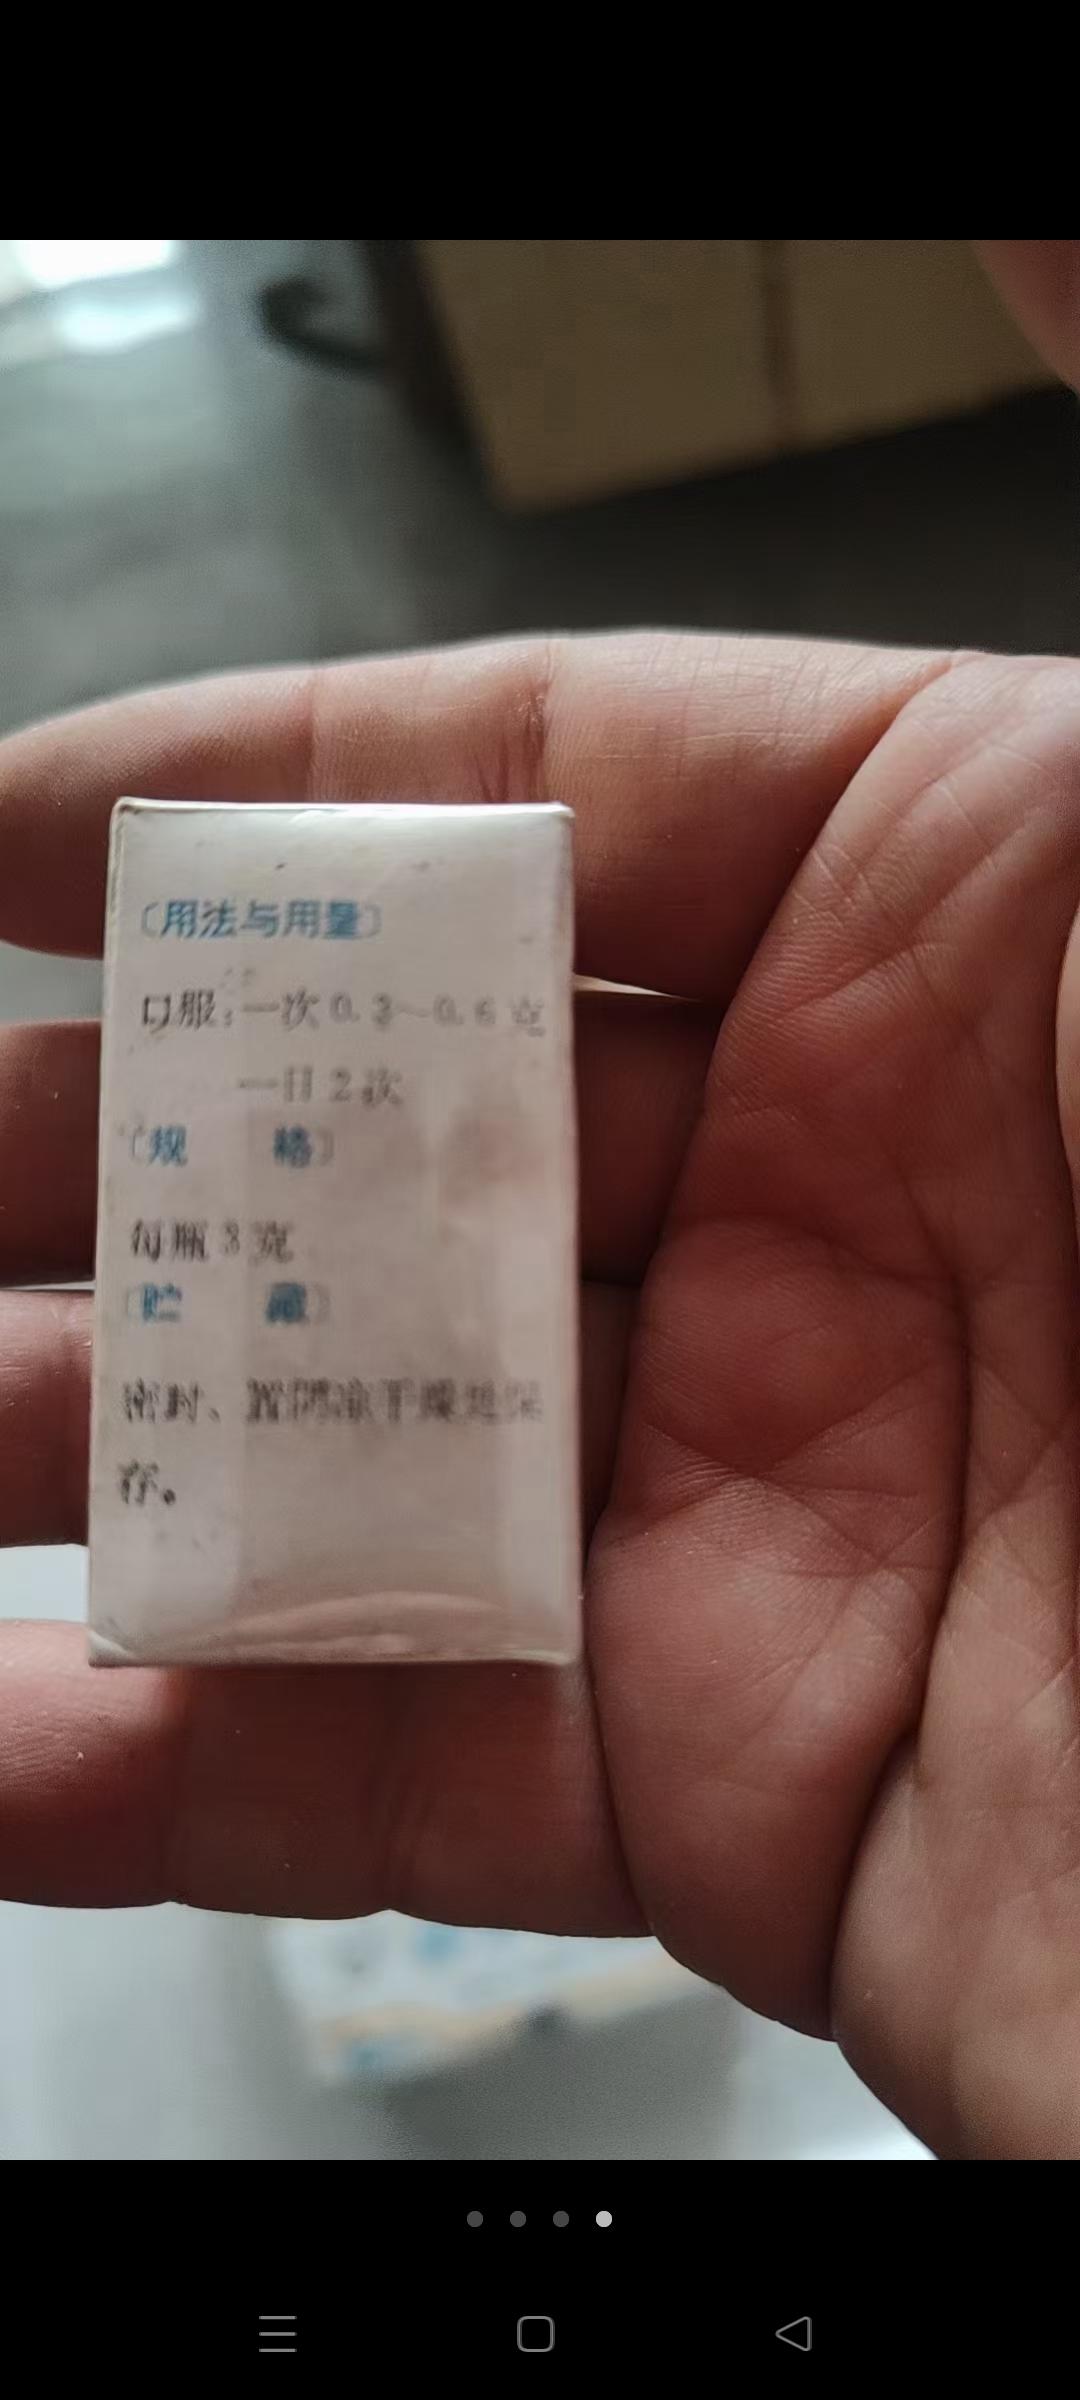 〔用法与用量〕
口服：一次0.3～0.6克
一日2次
〔规 格〕
每瓶3克
〔贮 藏〕
密封、置阴凉干燥处保
存。